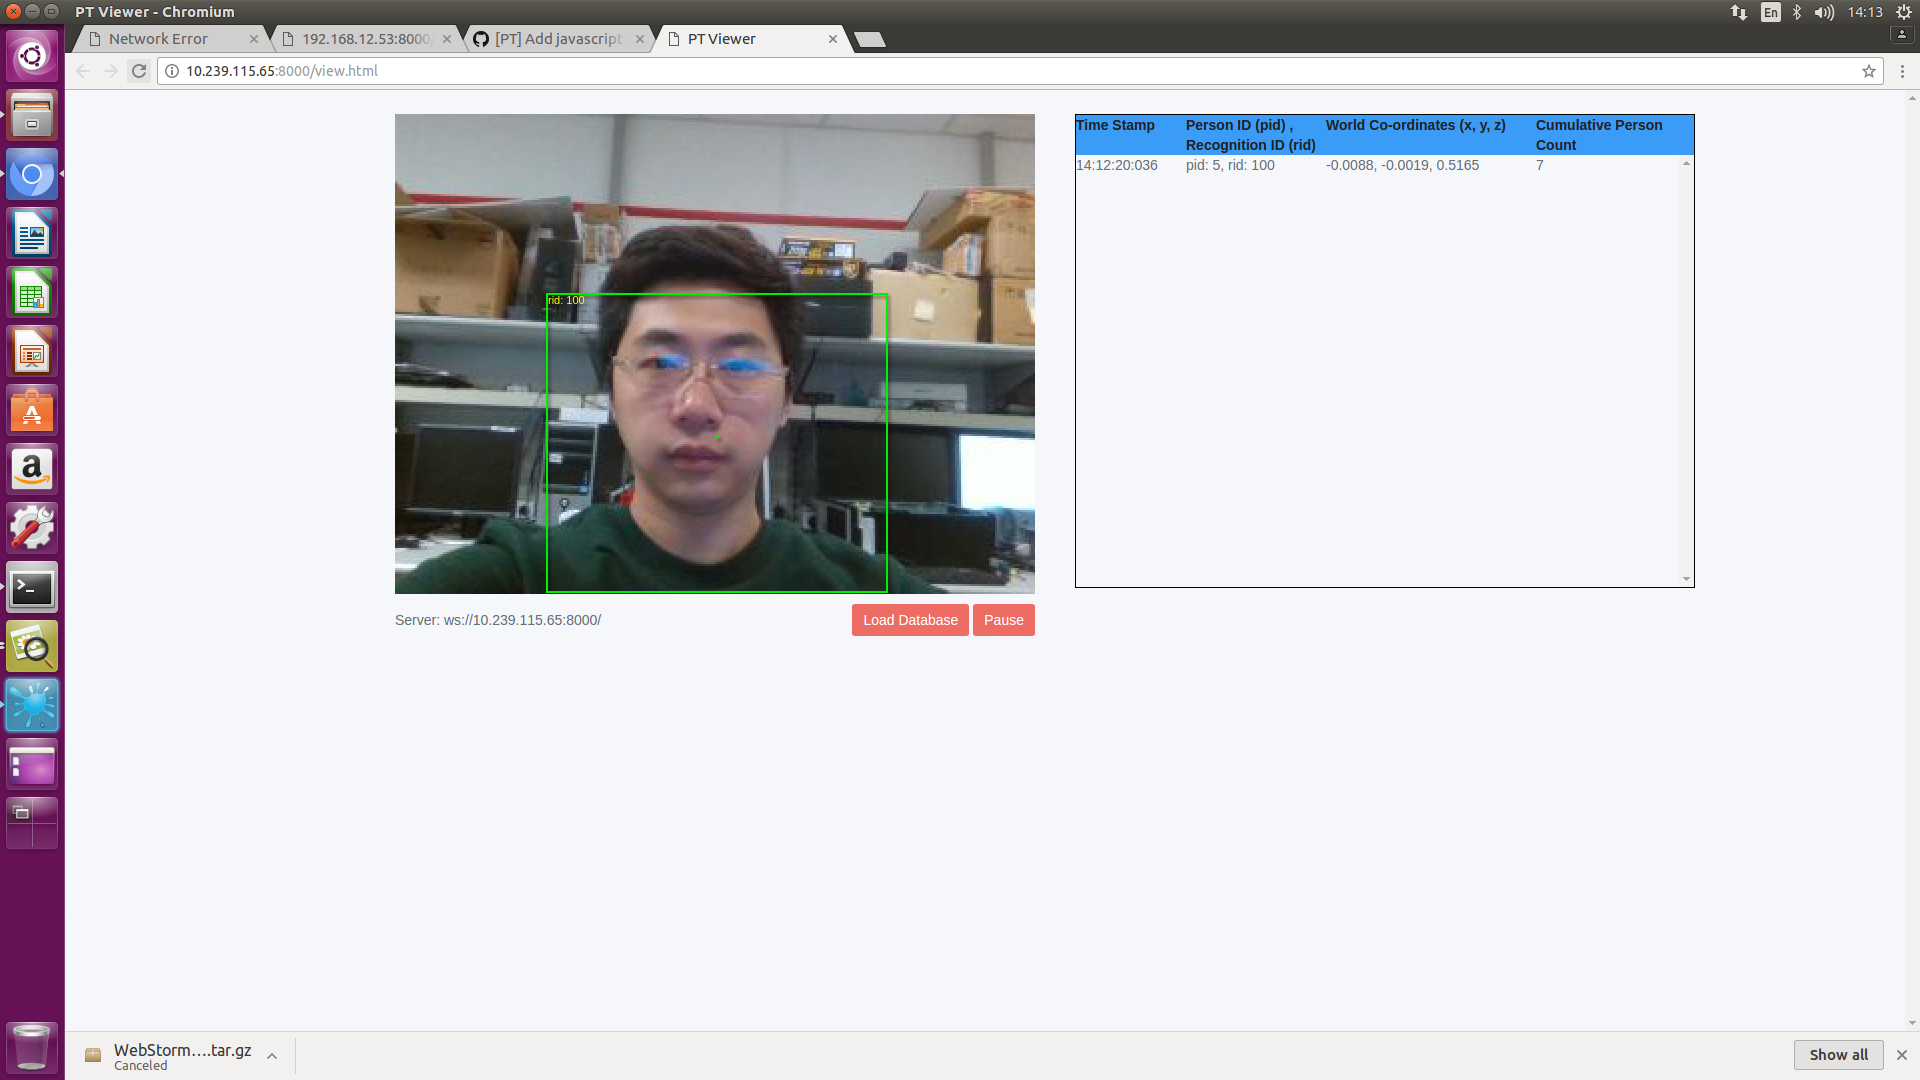 PT Viewer - Chromium
En
14:13
Network Error
192.168.12.53:8000/
[PT] Add javascript
PT Viewer
10.239.115.65:8000/view.html
rid: 100
Server: ws://10.239.115.65:8000/
Load Database
Pause
Time Stamp
Person ID (pid) ,
Recognition ID (rid)
World Co-ordinates (x, y, z)
Cumulative Person
Count
14:12:20:036
pid: 5, rid: 100
-0.0088, -0.0019, 0.5165
7
WebStorm....tar.gz
Canceled
Show all